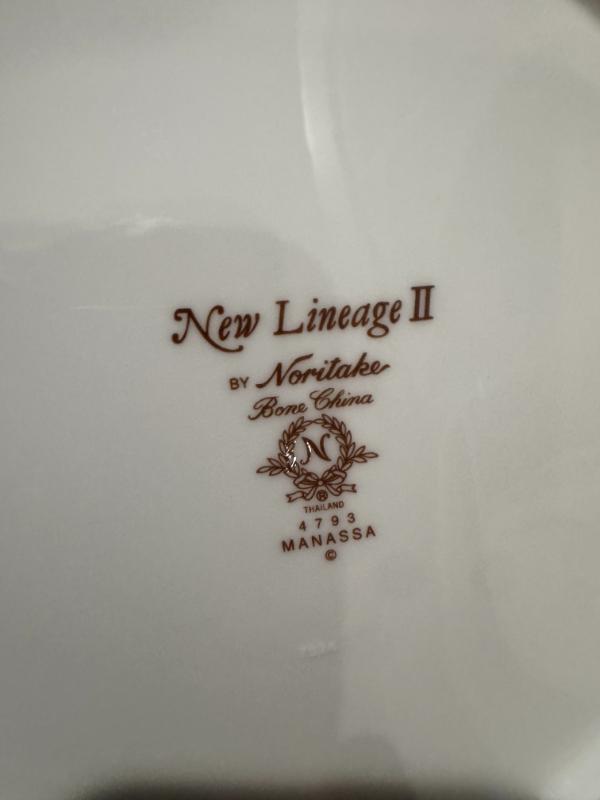 New Lineage II
BY Noritake
Bone China
N
®
THAILAND
4793
MANASSA
©